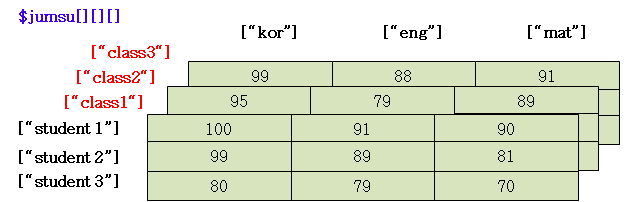 $jumsu[][][]
["kor"] ["eng"] ["mat"]
["class3"]
["class2"] 99 88 91
["class1"] 95 79 89
["student 1"] 100 91 90
["student 2"] 99 89 81
["student 3"] 80 79 70